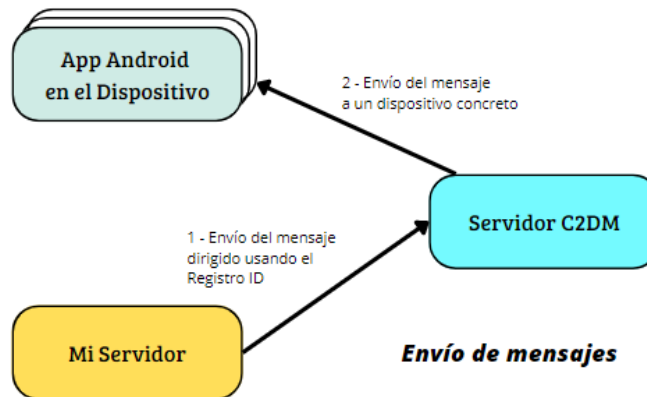 App Android
en el Dispositivo
2 - Envío del mensaje
a un dispositivo concreto
Servidor C2DM
1 - Envío del mensaje
dirigido usando el
Registro ID
Mi Servidor
Envío de mensajes